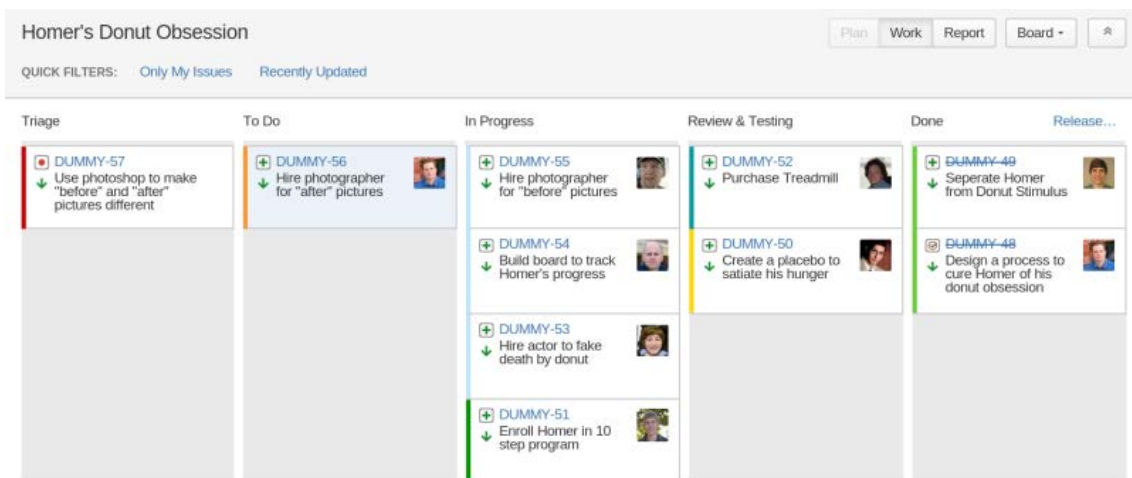 Homer's Donut Obsession
Plan Work Report Board
QUICK FILTERS: Only My Issues Recently Updated
Triage
DUMMY-57
Use photoshop to make
"before" and "after"
pictures different
To Do
DUMMY-56
Hire photographer
for "after" pictures
In Progress
DUMMY-55
Hire photographer
for "before" pictures
DUMMY-54
Build board to track
Homer's progress
DUMMY-53
Hire actor to fake
death by donut
DUMMY-51
Enroll Homer in 10
step program
Review & Testing
DUMMY-52
Purchase Treadmill
DUMMY-50
Create a placebo to
satiate his hunger
Done Release...
DUMMY-49
Seperate Homer
from Donut Stimulus
DUMMY-48
Design a process to
cure Homer of his
donut obsession